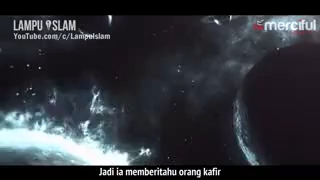 LAMPU ISLAM
YouTube.com/c/LampuIslam
merciful
Jadi ia memberitahu orang kafir